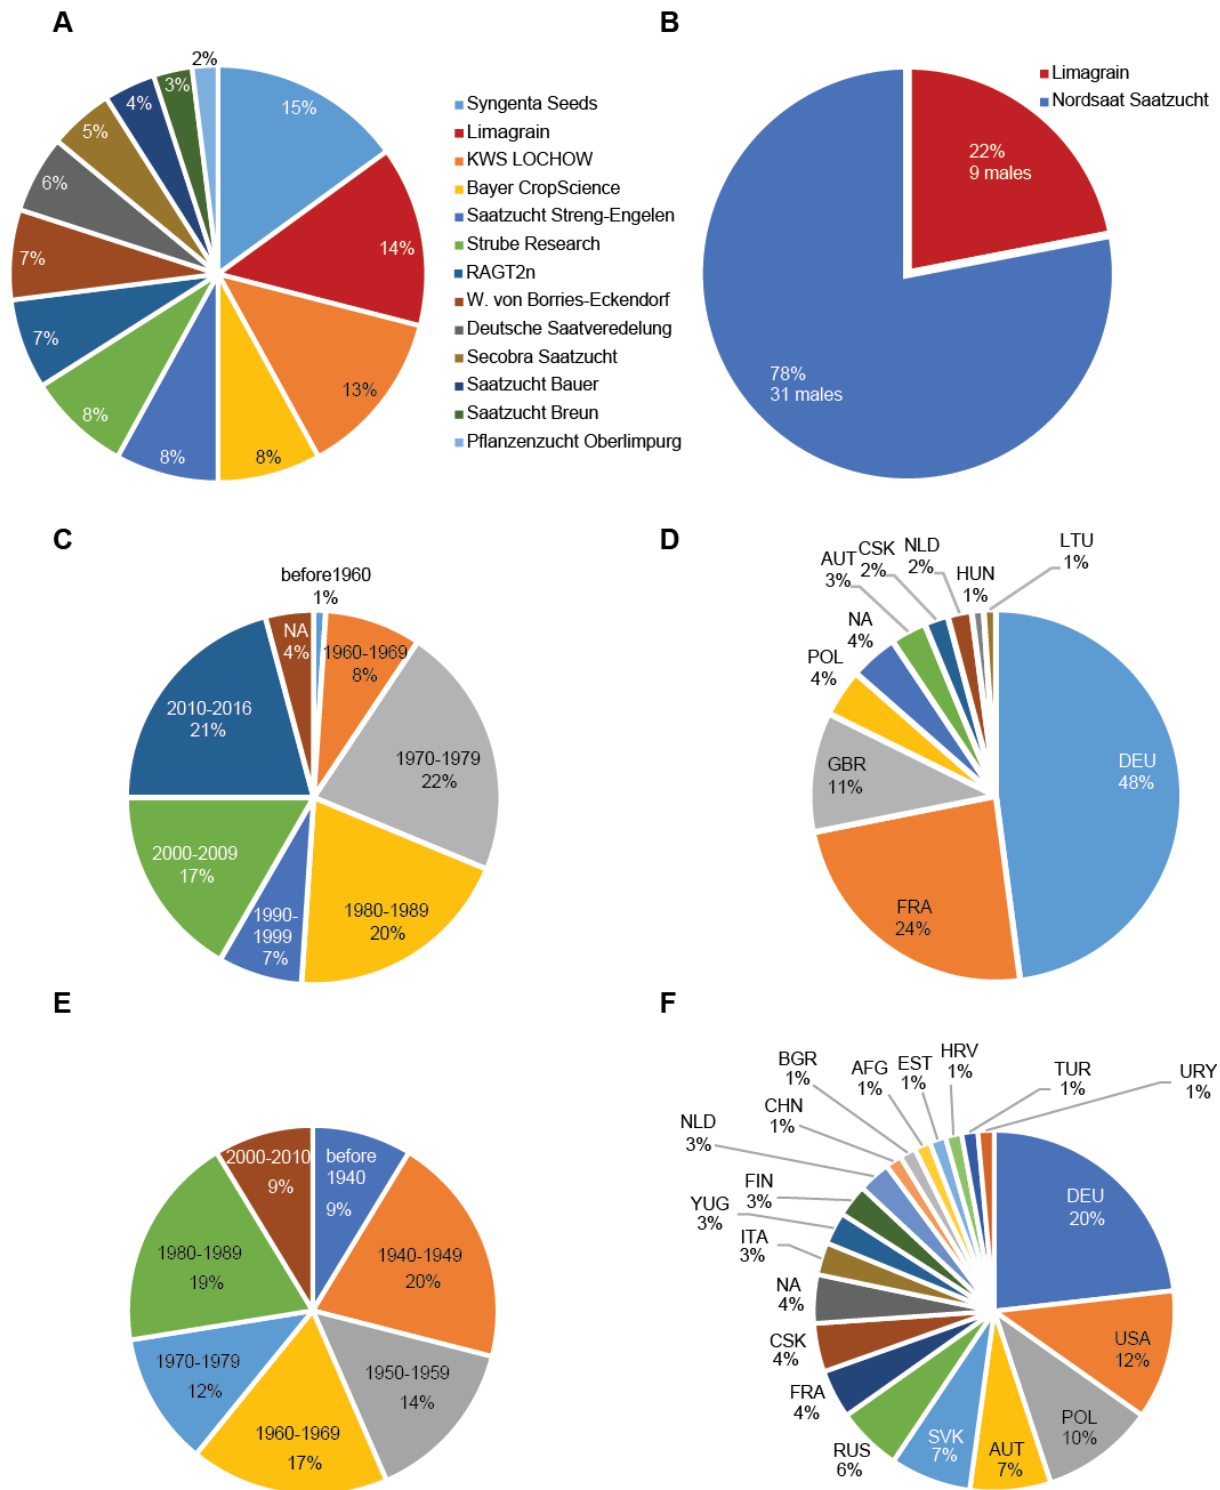 A
2%
3%
4%
5%
6%
7%
7%
8%
8%
8%
13%
14%
15%
Syngenta Seeds
Limagrain
KWS LOCHOW
Bayer CropScience
Saatzucht Streng-Engelen
Strube Research
RAGT2n
W. von Borries-Eckendorf
Deutsche Saatveredelung
Secobra Saatzucht
Saatzucht Bauer
Saatzucht Breun
Pflanzenzucht Oberlimpurg
B
Limagrain
Nordsaat Saatzucht
22%
9 males
78%
31 males
C
before1960
1%
NA
4%
1960-1969
8%
2010-2016
21%
1970-1979
22%
2000-2009
17%
1990-
1999
7%
1980-1989
20%
D
LTU
1%
HUN
1%
NLD
2%
CSK
2%
AUT
3%
NA
4%
POL
4%
GBR
11%
DEU
48%
FRA
24%
E
2000-2010
9%
before
1940
9%
1980-1989
19%
1940-1949
20%
1970-1979
12%
1950-1959
14%
1960-1969
17%
F
HRV
1%
EST
1%
AFG
1%
BGR
1%
TUR
1%
URY
1%
CHN
1%
NLD
3%
FIN
3%
YUG
3%
ITA
3%
NA
4%
CSK
4%
FRA
4%
RUS
6%
SVK
7%
AUT
7%
POL
10%
USA
12%
DEU
20%